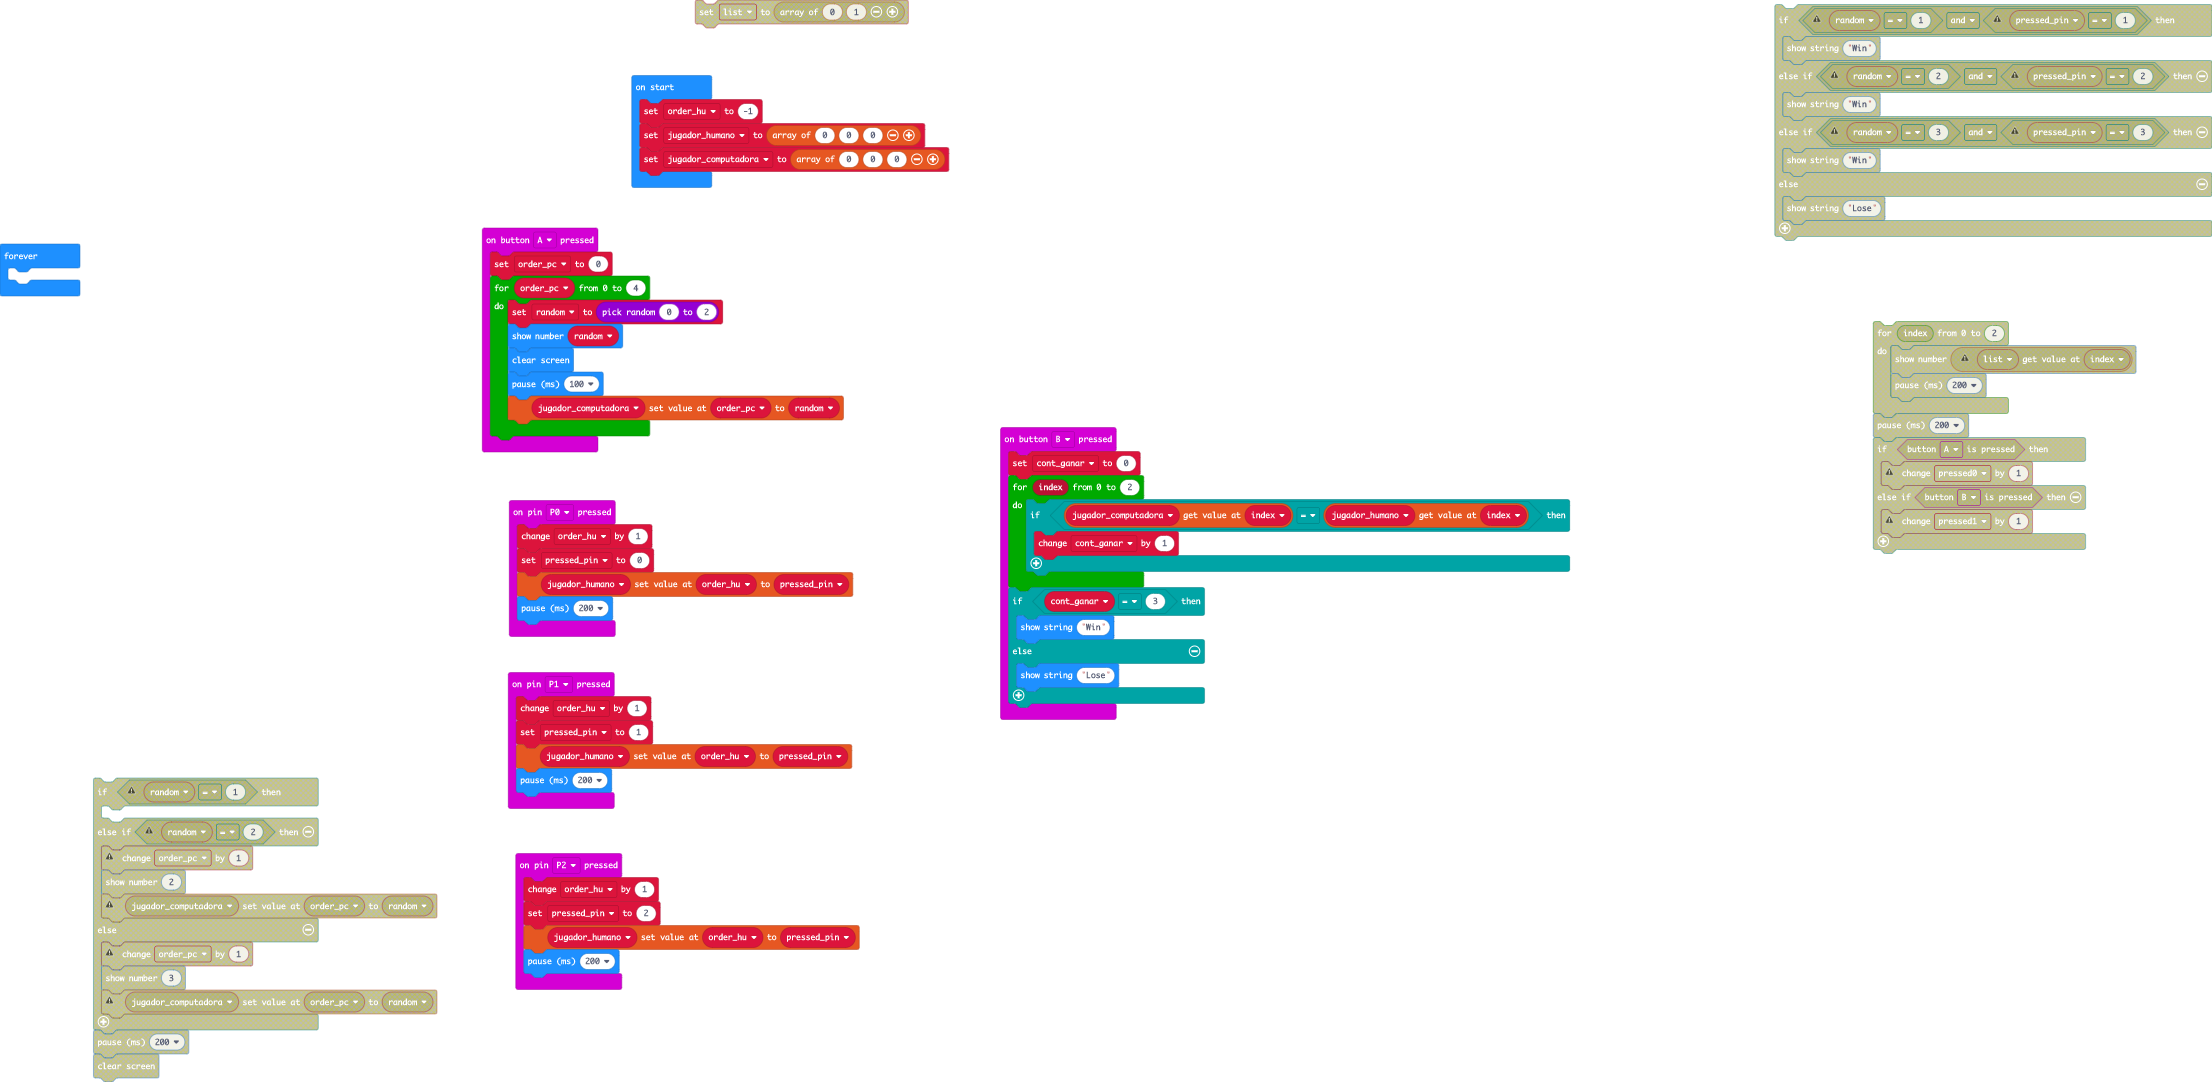 set list to array of 0 1
on start
set order_hu to -1
set jugador_humano to array of 0 0 0
set jugador_computadora to array of 0 0 0
forever
on button A pressed
set order_pc to 0
for order_pc from 0 to 4
do
set random to pick random 0 to 2
show number random
clear screen
pause (ms) 100
jugador_computadora set value at order_pc to random
on pin P0 pressed
change order_hu by 1
set pressed_pin to 0
jugador_humano set value at order_hu to pressed_pin
pause (ms) 200
on pin P1 pressed
change order_hu by 1
set pressed_pin to 1
jugador_humano set value at order_hu to pressed_pin
pause (ms) 200
on pin P2 pressed
change order_hu by 1
set pressed_pin to 2
jugador_humano set value at order_hu to pressed_pin
pause (ms) 200
if random = 1 then
else if random = 2 then
change order_pc by 1
show number 2
jugador_computadora set value at order_pc to random
else
change order_pc by 1
show number 3
jugador_computadora set value at order_pc to random
pause (ms) 200
clear screen
on button B pressed
set cont_ganar to 0
for index from 0 to 2
do
if jugador_computadora get value at index = jugador_humano get value at index then
change cont_ganar by 1
if cont_ganar = 3 then
show string "Win"
else
show string "Lose"
if random = 1 and pressed_pin = 1 then
show string "Win"
else if random = 2 and pressed_pin = 2 then
show string "Win"
else if random = 3 and pressed_pin = 3 then
show string "Win"
else
show string "Lose"
for index from 0 to 2
do
show number list get value at index
pause (ms) 200
pause (ms) 200
if button A is pressed then
change pressed0 by 1
else if button B is pressed then
change pressed1 by 1